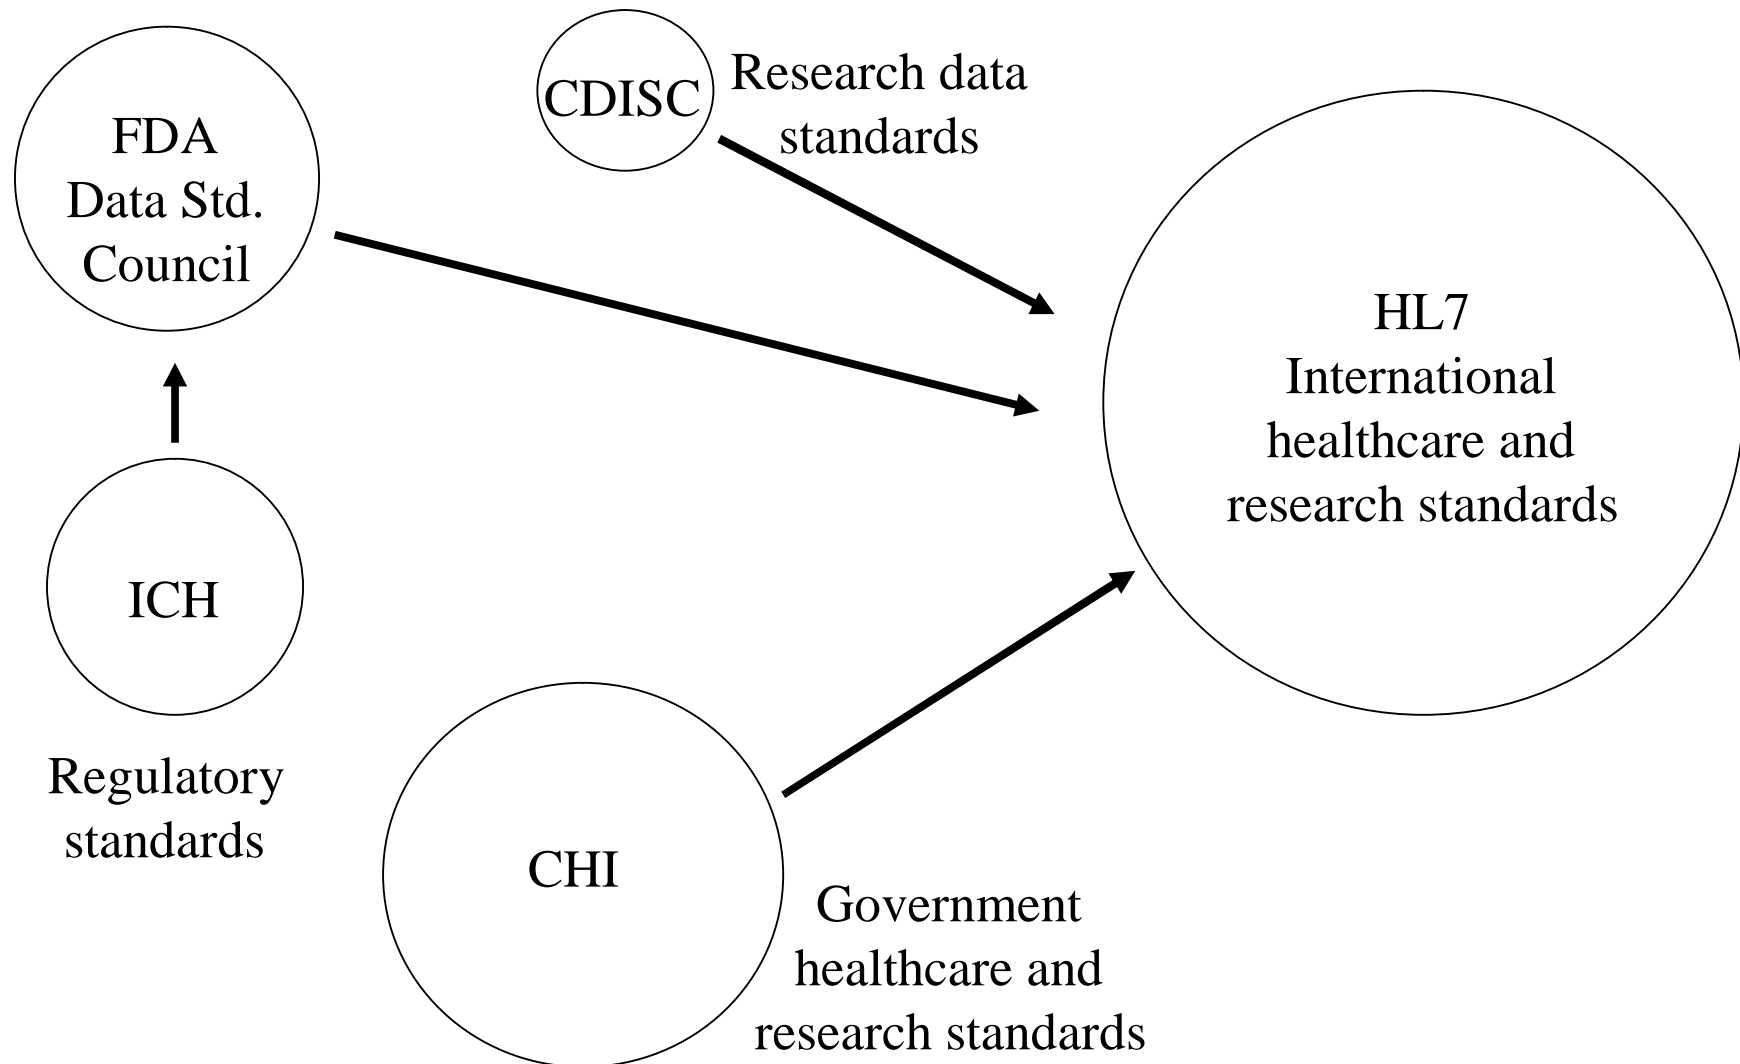 FDA
Data Std.
Council
CDISC
Research data
standards
HL7
International
healthcare and
research standards
ICH
Regulatory
standards
CHI
Government
healthcare and
research standards